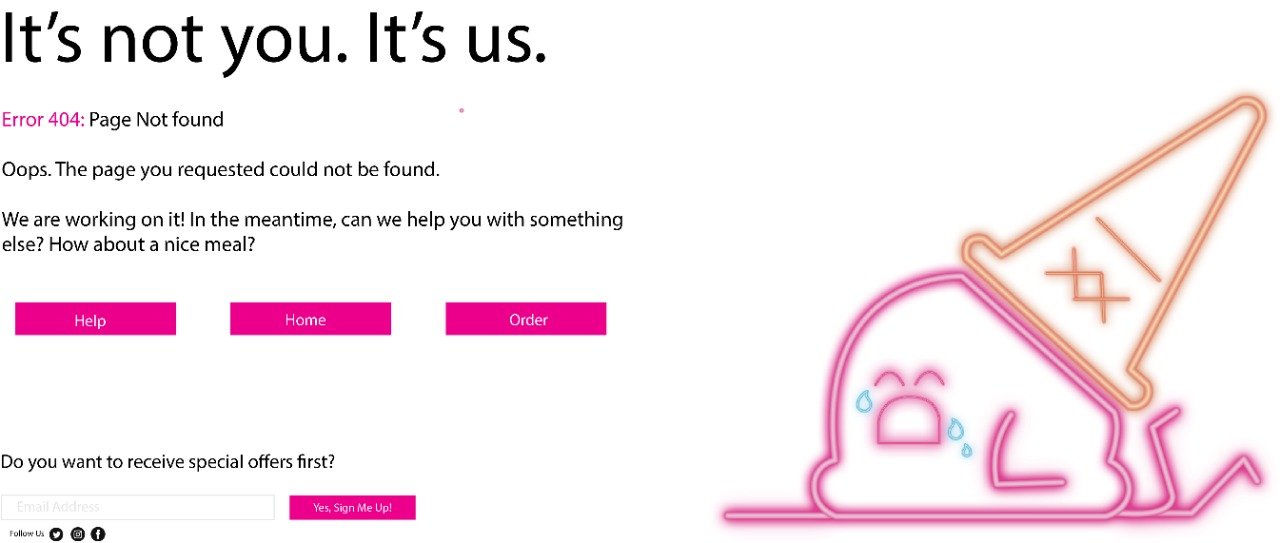 It's not you. It's us.
Error 404: Page Not found
Oops. The page you requested could not be found.
We are working on it! In the meantime, can we help you with something
else? How about a nice meal?
Help Home Order
Do you want to receive special offers first?
Email Address Yes, Sign Me Up!
Follow Us